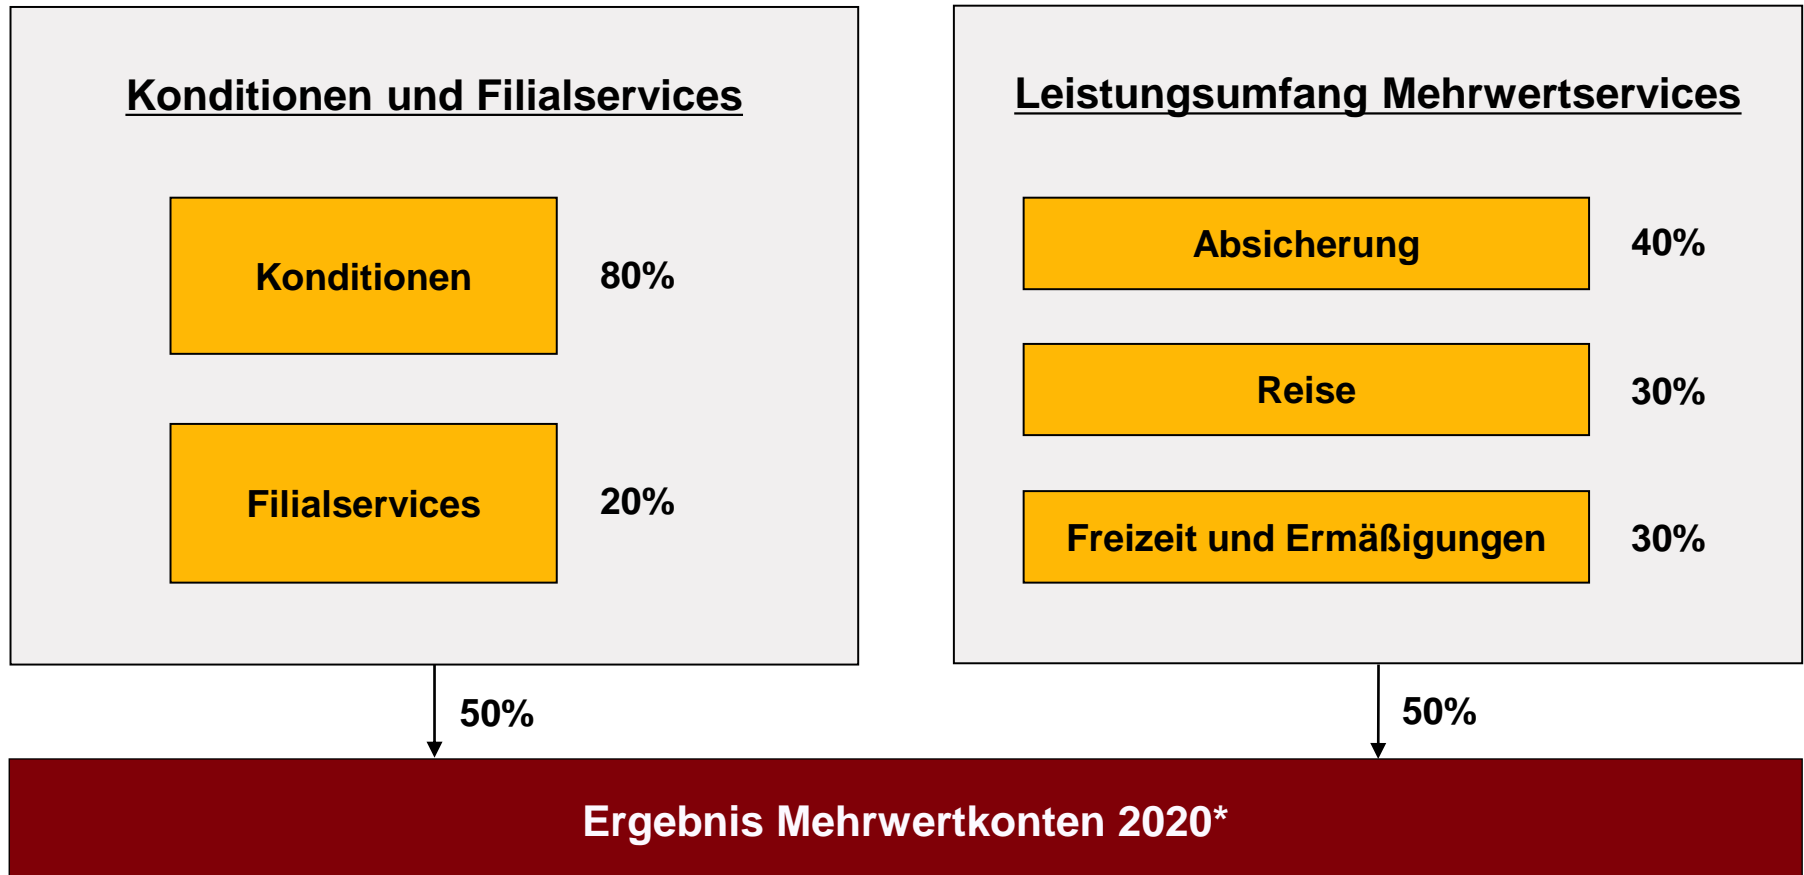 Konditionen und Filialservices
Konditionen 80%
Filialservices 20%
50%
Leistungsumfang Mehrwertservices
Absicherung 40%
Reise 30%
Freizeit und Ermäßigungen 30%
50%
Ergebnis Mehrwertkonten 2020*